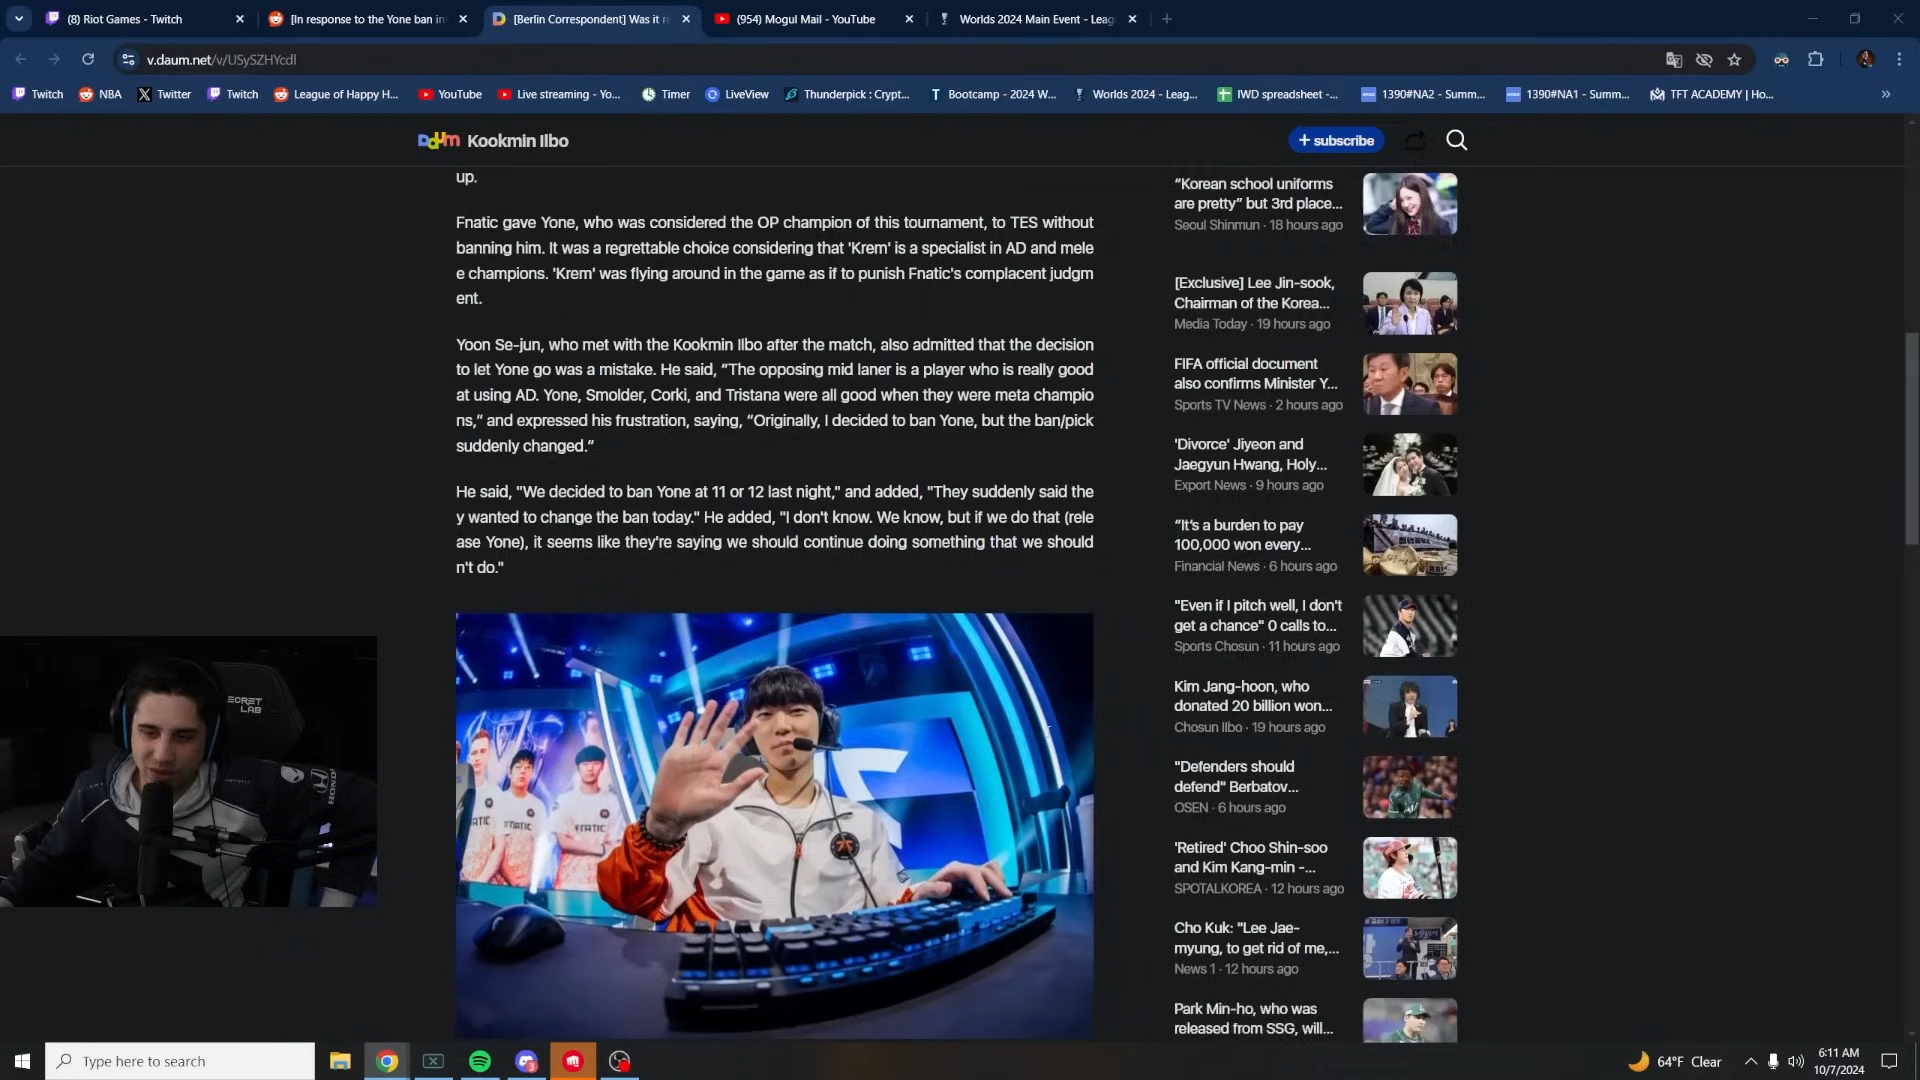 (8) Riot Games - Twitch
[In response to the Yone ban in
[Berlin Correspondent] Was it r
(954) Mogul Mail - YouTube
Worlds 2024 Main Event - Leag
v.daum.net/v/USySZHYcdl
Twitch
NBA
Twitter
Twitch
League of Happy H...
YouTube
Live streaming - Yo...
Timer
LiveView
Thunderpick : Crypt...
Bootcamp - 2024 W...
Worlds 2024 - Leag...
IWD spreadsheet -...
1390#NA2 - Summ...
1390#NA1 - Summ...
TFT ACADEMY | Ho...
Daum Kookmin Ilbo
+ subscribe
up.
Fnatic gave Yone, who was considered the OP champion of this tournament, to TES without
banning him. It was a regrettable choice considering that 'Krem' is a specialist in AD and mele
e champions. 'Krem' was flying around in the game as if to punish Fnatic's complacent judgm
ent.
Yoon Se-jun, who met with the Kookmin Ilbo after the match, also admitted that the decision
to let Yone go was a mistake. He said, “The opposing mid laner is a player who is really good
at using AD. Yone, Smolder, Corki, and Tristana were all good when they were meta champio
ns,” and expressed his frustration, saying, “Originally, I decided to ban Yone, but the ban/pick
suddenly changed.”
He said, "We decided to ban Yone at 11 or 12 last night," and added, "They suddenly said the
y wanted to change the ban today." He added, "I don't know. We know, but if we do that (rele
ase Yone), it seems like they're saying we should continue doing something that we should
n't do."
“Korean school uniforms
are pretty” but 3rd place...
Seoul Shinmun · 18 hours ago
[Exclusive] Lee Jin-sook,
Chairman of the Korea...
Media Today · 19 hours ago
FIFA official document
also confirms Minister Y...
Sports TV News · 2 hours ago
'Divorce' Jiyeon and
Jaegyun Hwang, Holy...
Export News · 9 hours ago
“It’s a burden to pay
100,000 won every...
Financial News · 6 hours ago
"Even if I pitch well, I don't
get a chance" 0 calls to...
Sports Chosun · 11 hours ago
Kim Jang-hoon, who
donated 20 billion won...
Chosun Ilbo · 19 hours ago
"Defenders should
defend" Berbatov...
OSEN · 6 hours ago
'Retired' Choo Shin-soo
and Kim Kang-min -...
SPOTALKOREA · 12 hours ago
Cho Kuk: "Lee Jae-
myung, to get rid of me,...
News 1 · 12 hours ago
Park Min-ho, who was
released from SSG, will...
SECRET
LAB
HONDA
FNATIC
FNATIC
Type here to search
64°F Clear
6:11 AM
10/7/2024